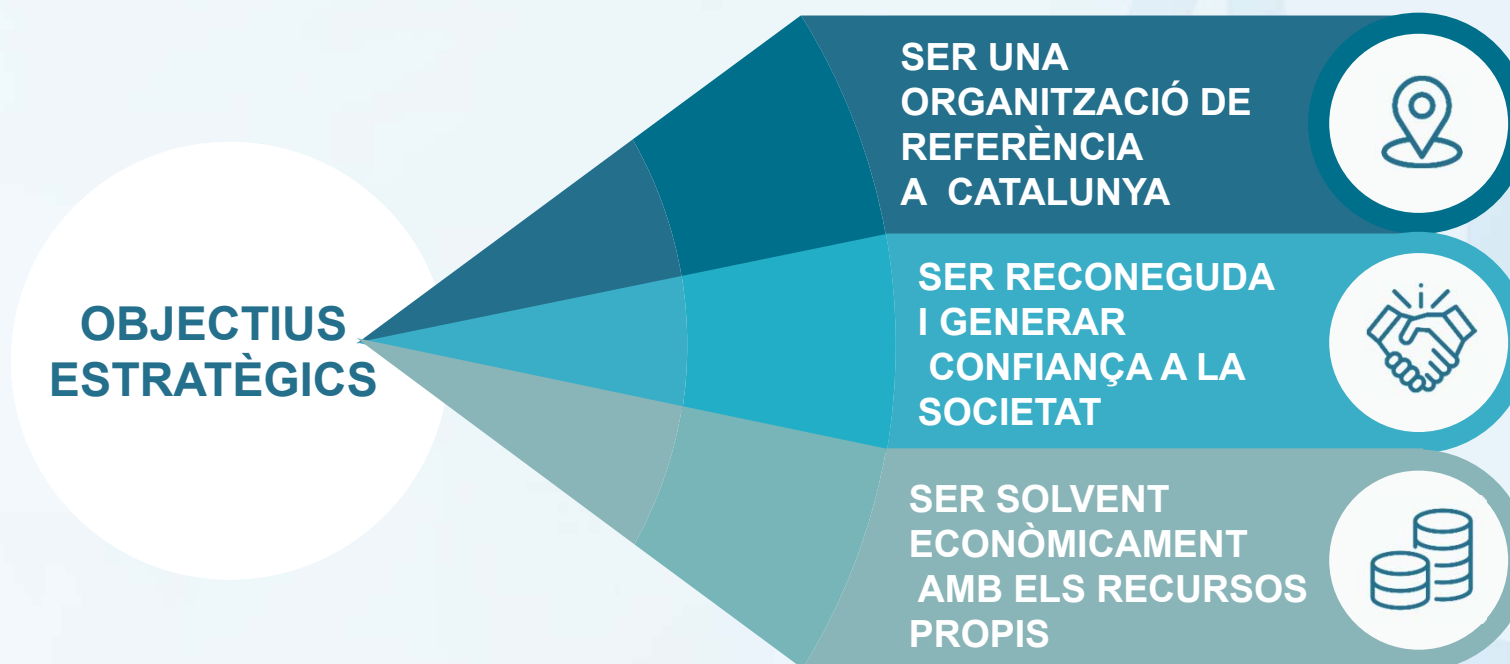 OBJECTIUS
ESTRATÈGICS
SER UNA
ORGANITZACIÓ DE
REFERÈNCIA
A  CATALUNYA
SER RECONEGUDA
I GENERAR
CONFIANÇA A LA
SOCIETAT
SER SOLVENT
ECONÒMICAMENT
AMB ELS RECURSOS
PROPIS